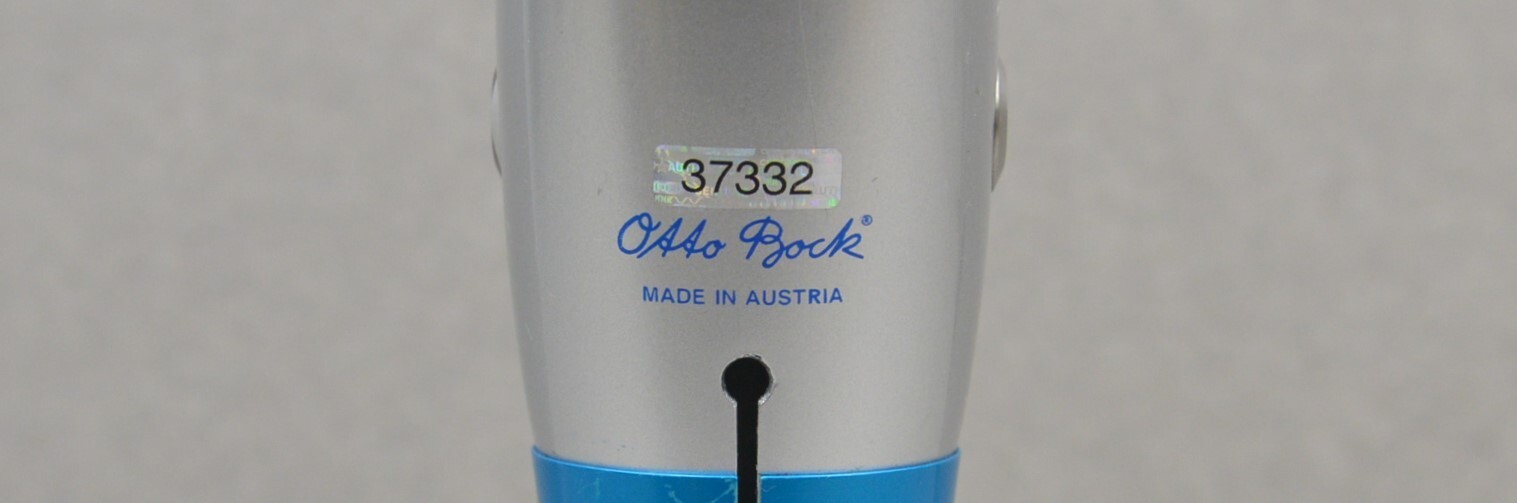 37332
Otto Bock®
MADE IN AUSTRIA